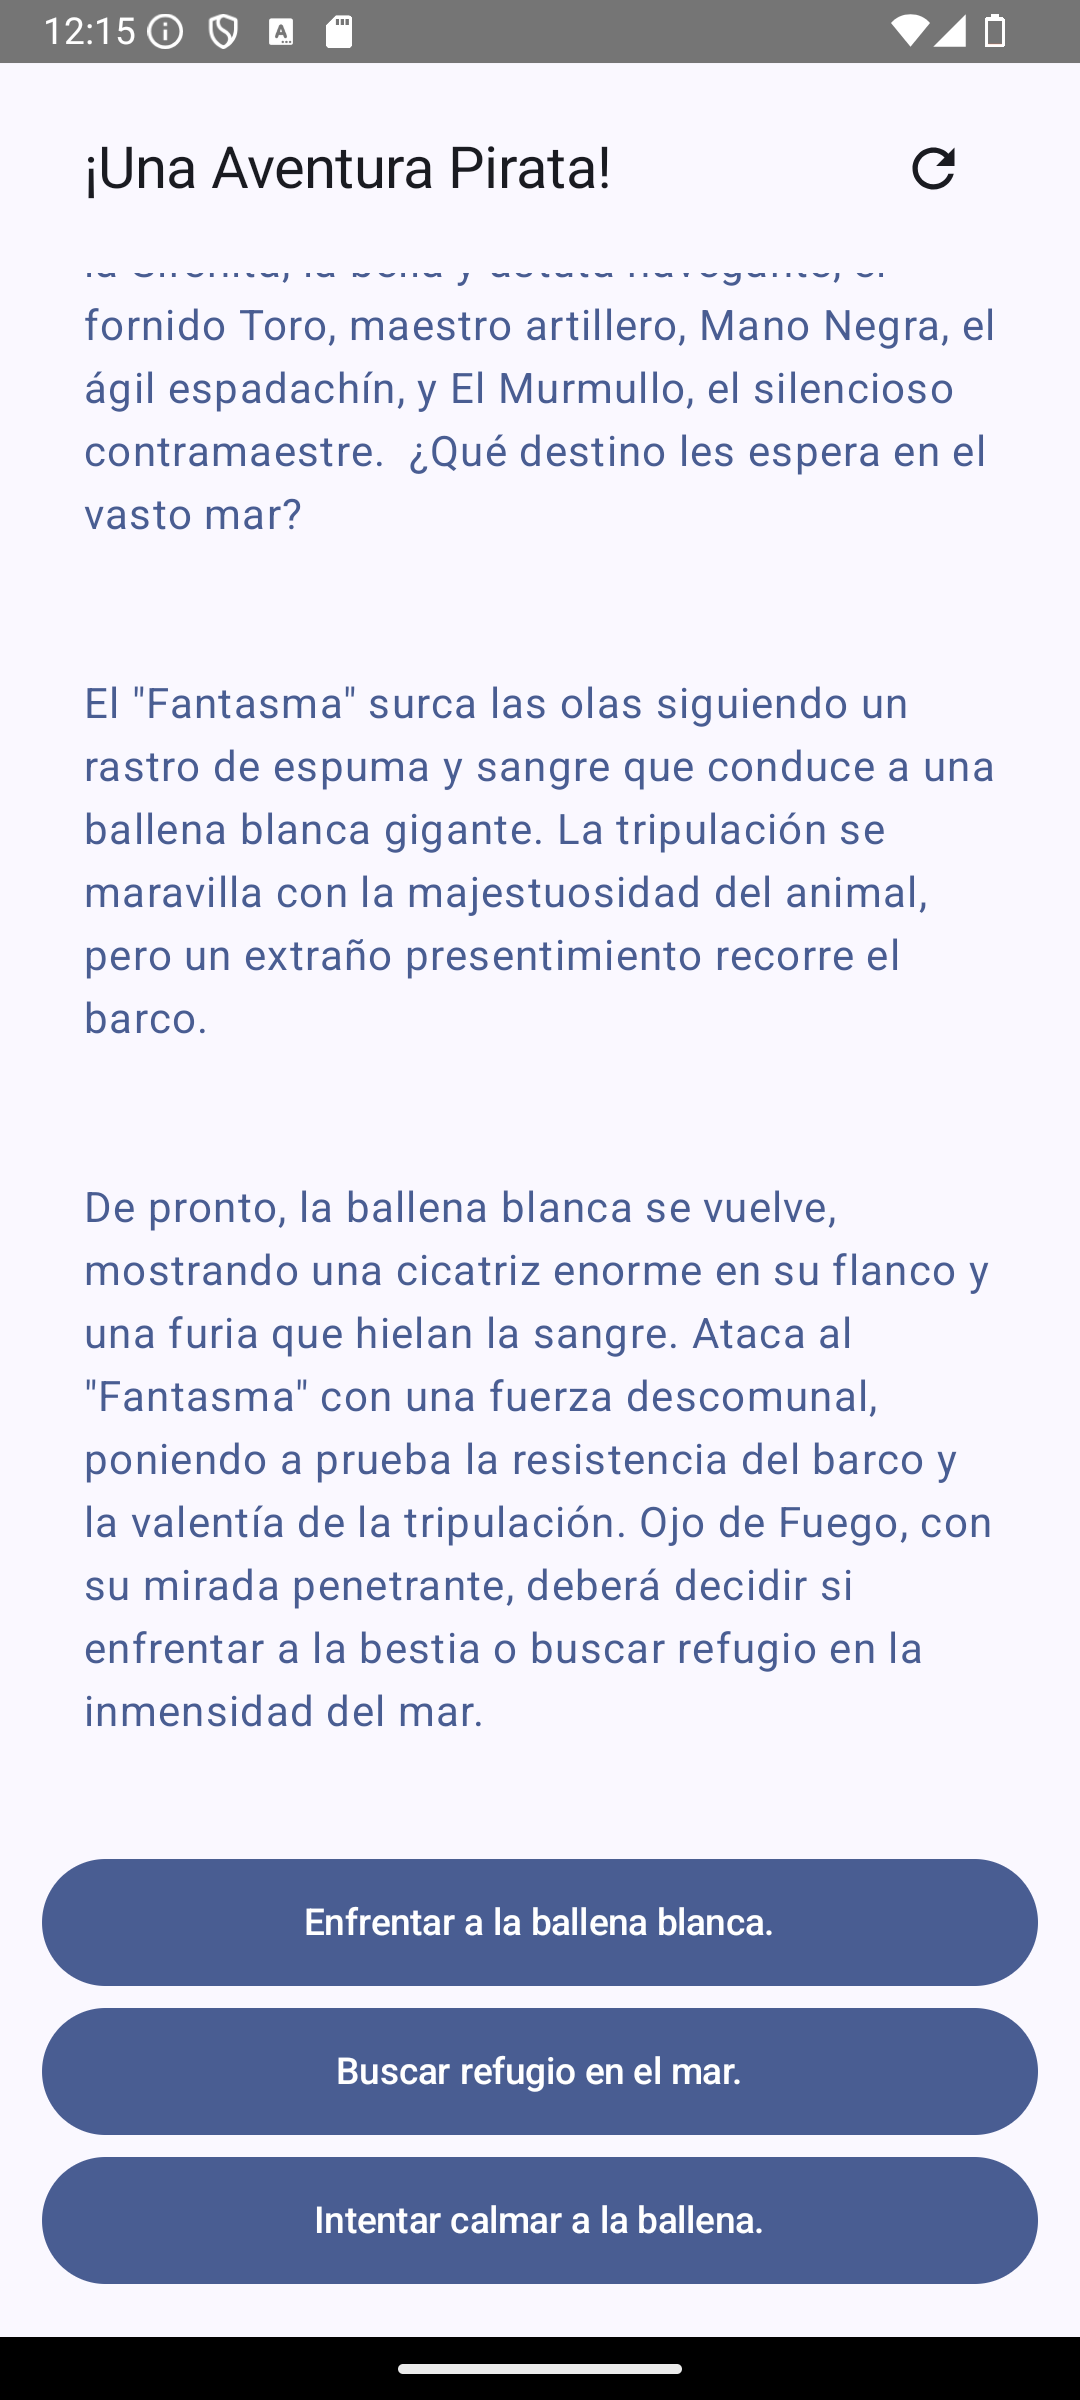 12:15
¡Una Aventura Pirata!
fornido Toro, maestro artillero, Mano Negra, el
ágil espadachín, y El Murmullo, el silencioso
contramaestre.  ¿Qué destino les espera en el
vasto mar?
El "Fantasma" surca las olas siguiendo un
rastro de espuma y sangre que conduce a una
ballena blanca gigante. La tripulación se
maravilla con la majestuosidad del animal,
pero un extraño presentimiento recorre el
barco.
De pronto, la ballena blanca se vuelve,
mostrando una cicatriz enorme en su flanco y
una furia que hielan la sangre. Ataca al
"Fantasma" con una fuerza descomunal,
poniendo a prueba la resistencia del barco y
la valentía de la tripulación. Ojo de Fuego, con
su mirada penetrante, deberá decidir si
enfrentar a la bestia o buscar refugio en la
inmensidad del mar.
Enfrentar a la ballena blanca.
Buscar refugio en el mar.
Intentar calmar a la ballena.